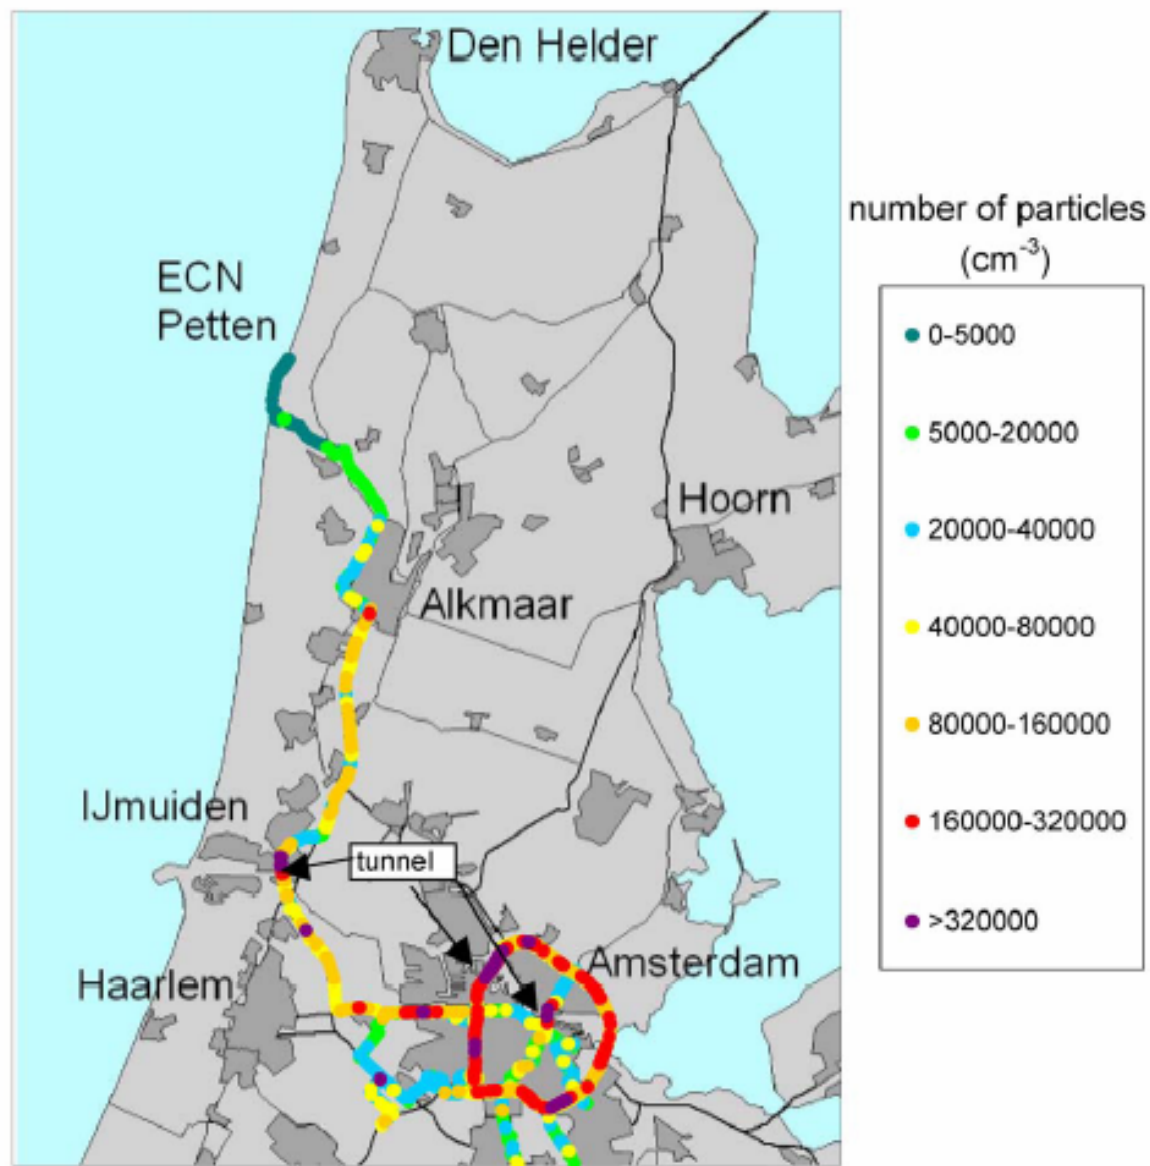 Den Helder
number of particles
(cm⁻³)
ECN
Petten
0-5000
5000-20000
Hoorn
20000-40000
Alkmaar
40000-80000
80000-160000
IJmuiden
160000-320000
tunnel
>320000
Amsterdam
Haarlem